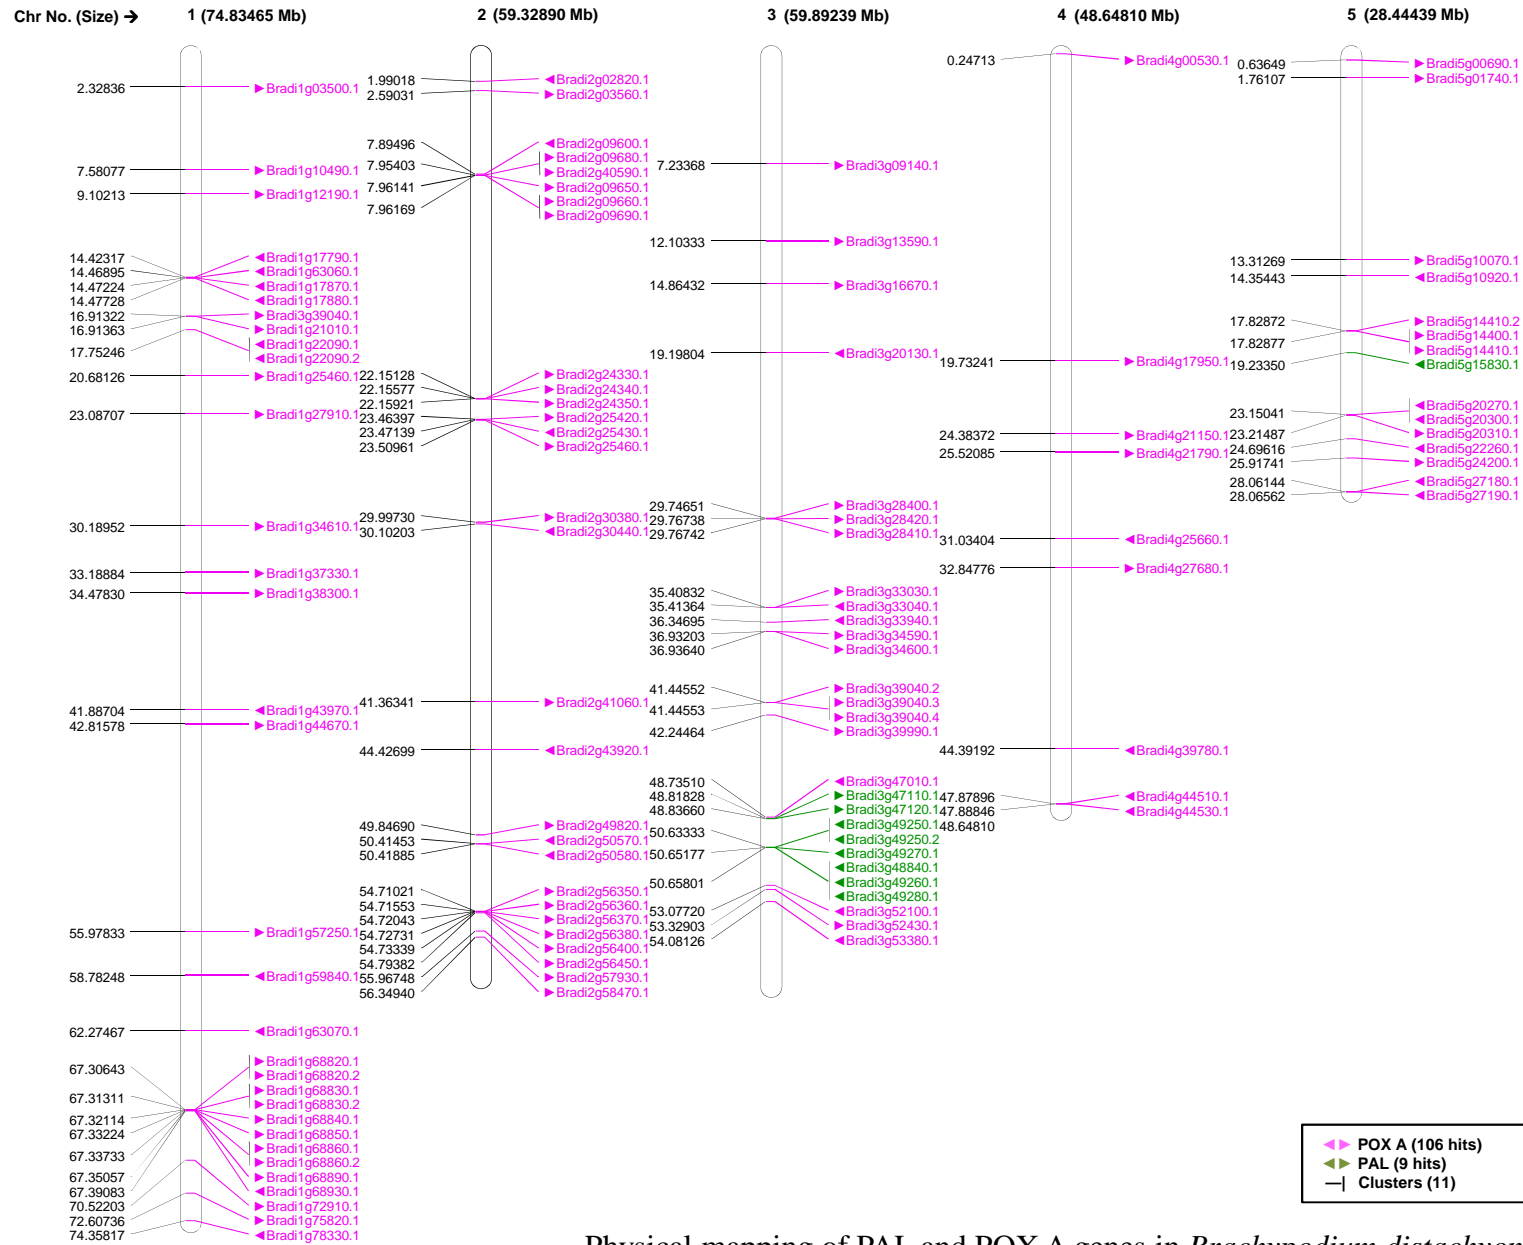 Chr No. (Size) → 1 (74.83465 Mb) 2 (59.32890 Mb) 3 (59.89239 Mb) 4 (48.64810 Mb) 5 (28.44439 Mb)
2.32836 Bradi1g03500.1
7.58077 Bradi1g10490.1
9.10213 Bradi1g12190.1
14.42317 Bradi1g17790.1
14.46895 Bradi1g63060.1
14.47224 Bradi1g17870.1
14.47728 Bradi1g17880.1
16.91322 Bradi3g39040.1
16.91363 Bradi1g21010.1
17.75246 Bradi1g22090.1
Bradi1g22090.2
20.68126 Bradi1g25460.1
23.08707 Bradi1g27910.1
30.18952 Bradi1g34610.1
33.18884 Bradi1g37330.1
34.47830 Bradi1g38300.1
41.88704 Bradi1g43970.1
42.81578 Bradi1g44670.1
55.97833 Bradi1g57250.1
58.78248 Bradi1g59840.1
62.27467 Bradi1g63070.1
67.30643 Bradi1g68820.1
Bradi1g68820.2
67.31311 Bradi1g68830.1
Bradi1g68830.2
67.32114 Bradi1g68840.1
67.33224 Bradi1g68850.1
67.33733 Bradi1g68860.1
Bradi1g68860.2
67.35057 Bradi1g68890.1
67.39083 Bradi1g68930.1
70.52203 Bradi1g72910.1
72.60736 Bradi1g75820.1
74.35817 Bradi1g78330.1
1.99018 Bradi2g02820.1
2.59031 Bradi2g03560.1
7.89496 Bradi2g09600.1
7.95403 Bradi2g09680.1
Bradi2g40590.1
7.96141 Bradi2g09650.1
7.96169 Bradi2g09660.1
Bradi2g09690.1
22.15128 Bradi2g24330.1
22.15577 Bradi2g24340.1
22.15921 Bradi2g24350.1
23.46397 Bradi2g25420.1
23.47139 Bradi2g25430.1
23.50961 Bradi2g25460.1
29.99730 Bradi2g30380.1
30.10203 Bradi2g30440.1
41.36341 Bradi2g41060.1
44.42699 Bradi2g43920.1
49.84690 Bradi2g49820.1
50.41453 Bradi2g50570.1
50.41885 Bradi2g50580.1
54.71021 Bradi2g56350.1
54.71553 Bradi2g56360.1
54.72043 Bradi2g56370.1
54.72731 Bradi2g56380.1
54.73339 Bradi2g56400.1
54.79382 Bradi2g56450.1
55.96748 Bradi2g57930.1
56.34940 Bradi2g58470.1
7.23368 Bradi3g09140.1
12.10333 Bradi3g13590.1
14.86432 Bradi3g16670.1
19.19804 Bradi3g20130.1
29.74651 Bradi3g28400.1
29.76738 Bradi3g28420.1
29.76742 Bradi3g28410.1
35.40832 Bradi3g33030.1
35.41364 Bradi3g33040.1
36.34695 Bradi3g33940.1
36.93203 Bradi3g34590.1
36.93640 Bradi3g34600.1
41.44552 Bradi3g39040.2
41.44553 Bradi3g39040.3
Bradi3g39040.4
42.24464 Bradi3g39990.1
48.73510 Bradi3g47010.1
48.81828 Bradi3g47110.1
48.83660 Bradi3g47120.1
50.63333 Bradi3g49250.1
Bradi3g49250.2
50.65177 Bradi3g49270.1
Bradi3g48840.1
50.65801 Bradi3g49260.1
Bradi3g49280.1
53.07720 Bradi3g52100.1
53.32903 Bradi3g52430.1
54.08126 Bradi3g53380.1
0.24713 Bradi4g00530.1
19.73241 Bradi4g17950.1
24.38372 Bradi4g21150.1
25.52085 Bradi4g21790.1
31.03404 Bradi4g25660.1
32.84776 Bradi4g27680.1
44.39192 Bradi4g39780.1
47.87896 Bradi4g44510.1
47.88846 Bradi4g44530.1
48.64810
0.63649 Bradi5g00690.1
1.76107 Bradi5g01740.1
13.31269 Bradi5g10070.1
14.35443 Bradi5g10920.1
17.82872 Bradi5g14410.2
17.82877 Bradi5g14400.1
Bradi5g14410.1
19.23350 Bradi5g15830.1
23.15041 Bradi5g20270.1
Bradi5g20300.1
23.21487 Bradi5g20310.1
24.69616 Bradi5g22260.1
25.91741 Bradi5g24200.1
28.06144 Bradi5g27180.1
28.06562 Bradi5g27190.1
POX A (106 hits)
PAL (9 hits)
Clusters (11)
Physical mapping of PAL and POX A genes in Brachypodium distachyon